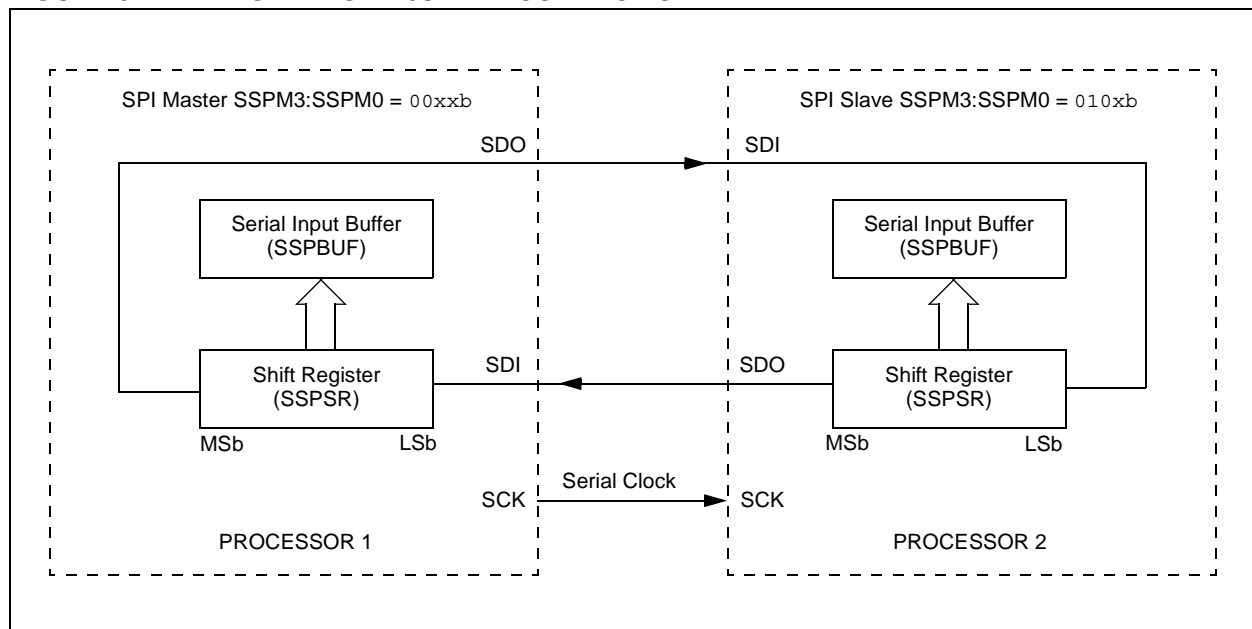 SPI Master SSPM3:SSPM0 = 00xxb
SPI Slave SSPM3:SSPM0 = 010xb
SDO
SDI
Serial Input Buffer
(SSPBUF)
Serial Input Buffer
(SSPBUF)
SDI
SDO
Shift Register
(SSPSR)
Shift Register
(SSPSR)
MSb
LSb
MSb
LSb
Serial Clock
SCK
SCK
PROCESSOR 1
PROCESSOR 2